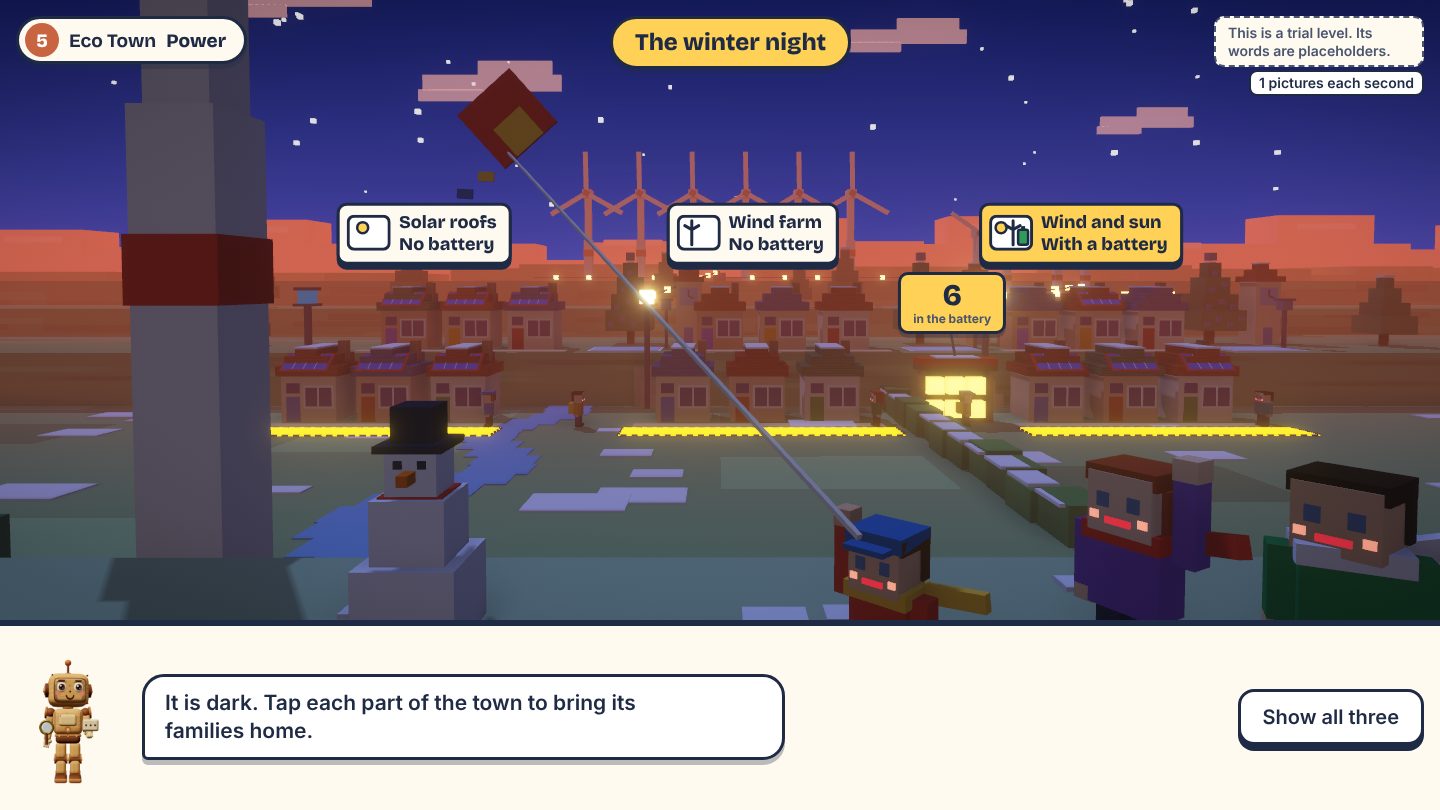 5 Eco Town Power
The winter night
This is a trial level. Its
words are placeholders.
1 pictures each second
Solar roofs
No battery
Wind farm
No battery
Wind and sun
With a battery
6
in the battery
It is dark. Tap each part of the town to bring its
families home.
Show all three